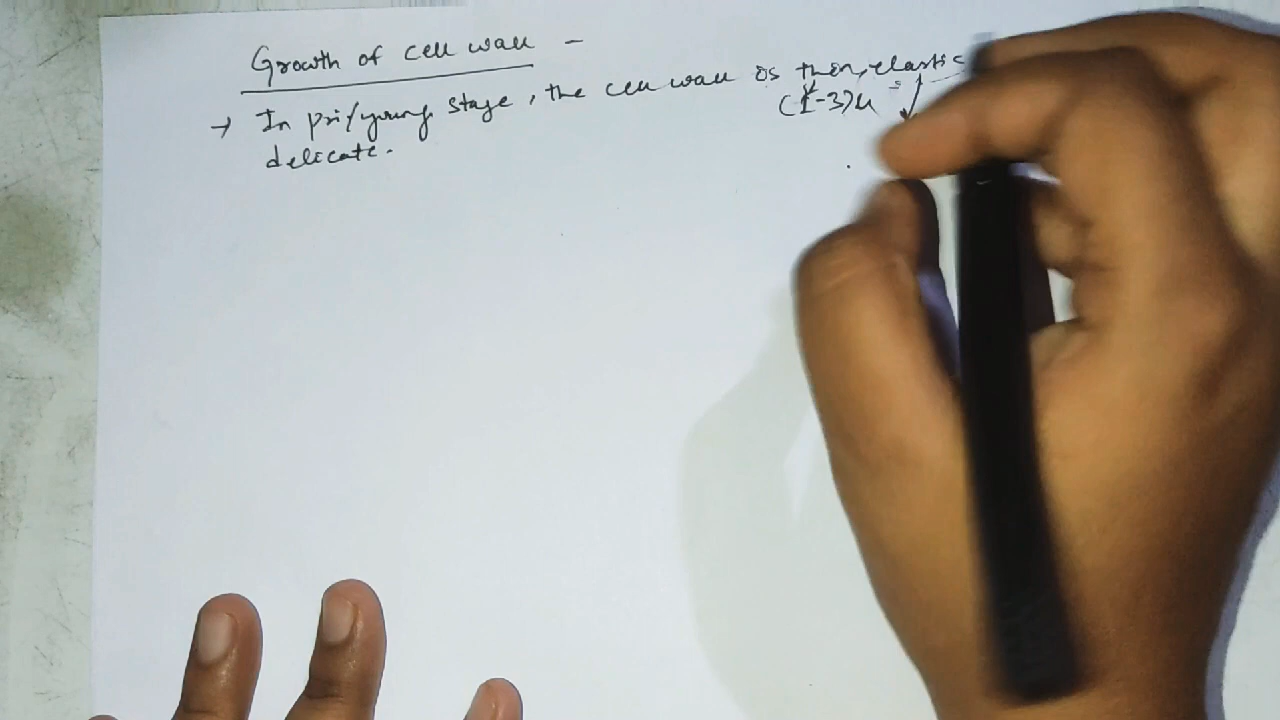 Growth of cell wall -
→ In pri/young stage, the cell wall is thin, elastic
(1-3)u
delicate.